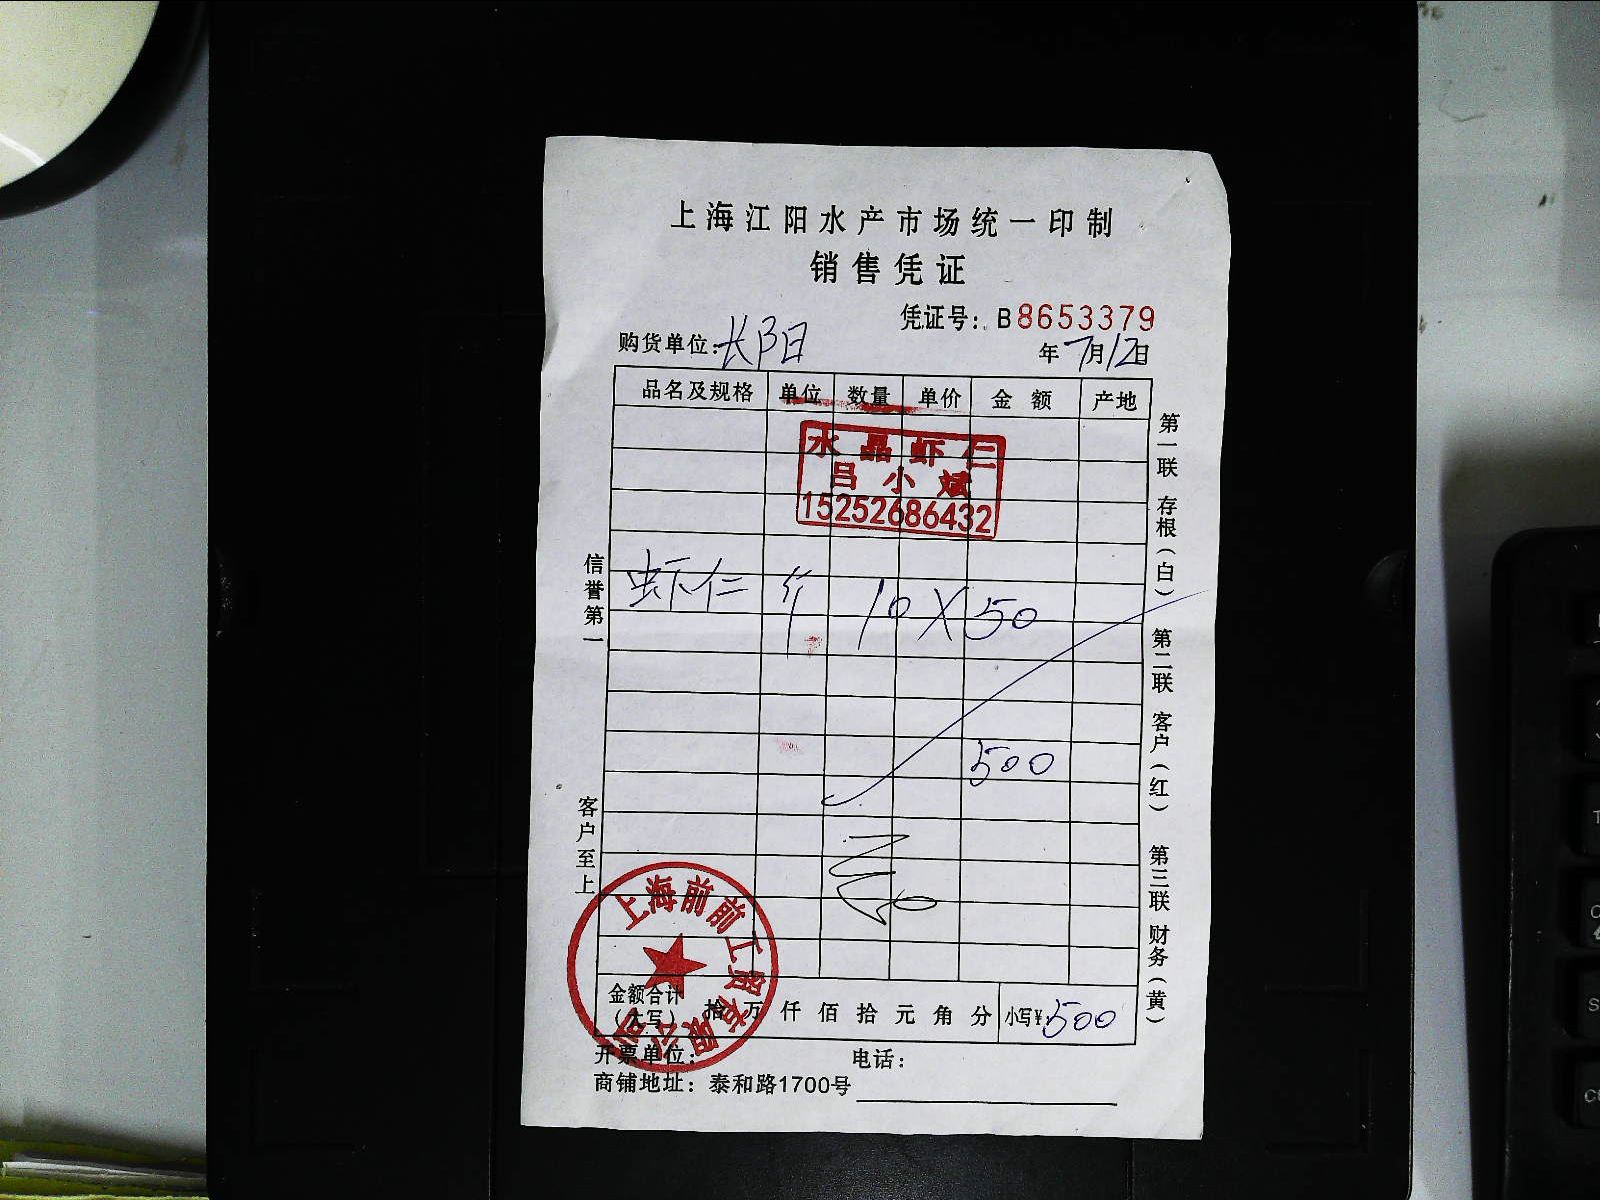 上海江阳水产市场统一印制
销售凭证
凭证号: B8653379
购货单位: 长阳 年7月12日
品名及规格 单位 数量 单价 金额 产地
水晶虾仁
吕小斌
15252686432
虾仁 斤 10X50
500
金额合计(大写) 拾万仟佰拾元角分 小写¥: 500
开票单位: 电话:
商铺地址: 泰和路1700号
上海前前工贸有限公司
信誉第一
客户至上
第一联 存根(白)
第二联 客户(红)
第三联 财务(黄)